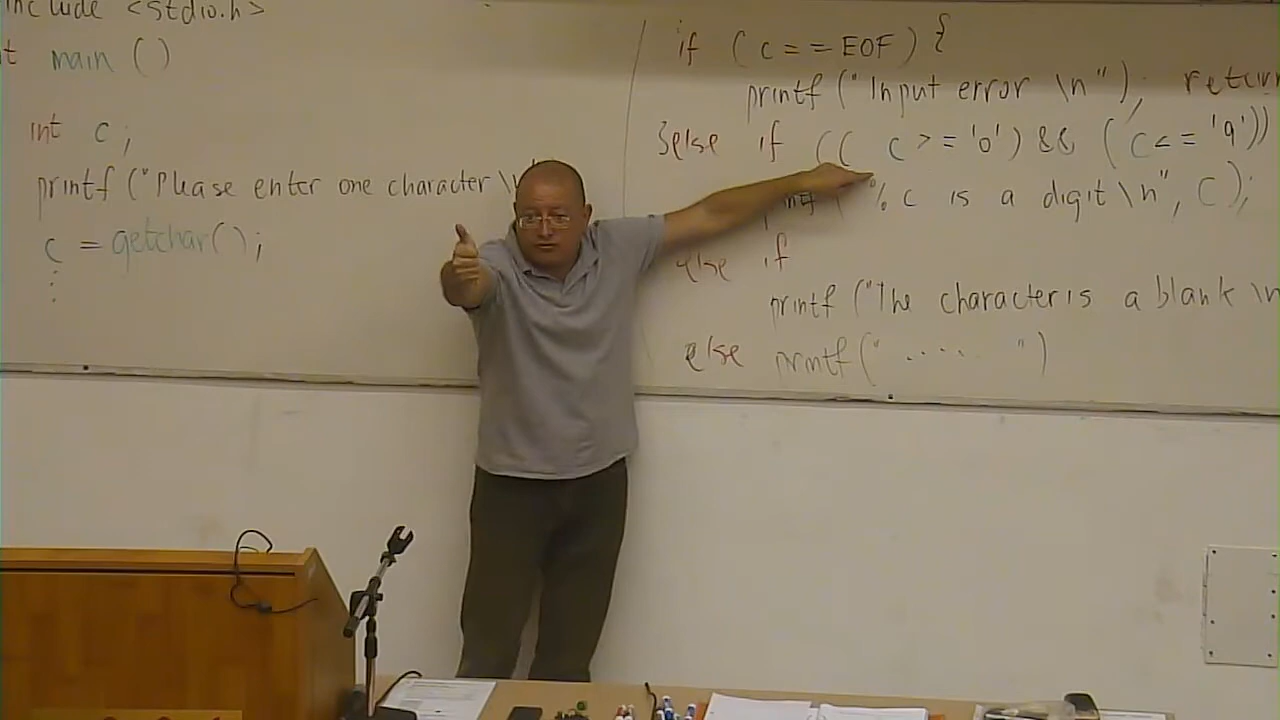 include <stdio.h>
main ()
int c;
printf ("Please enter one character \
c = getchar();
⋮
if (c == EOF) {
printf ("Input error \n"); return
}else if (( c >= '0') && ( c <= '9'))
"% c is a digit \n", c);
else if
printf ("The character is a blank \n
else printf(" ..... ")